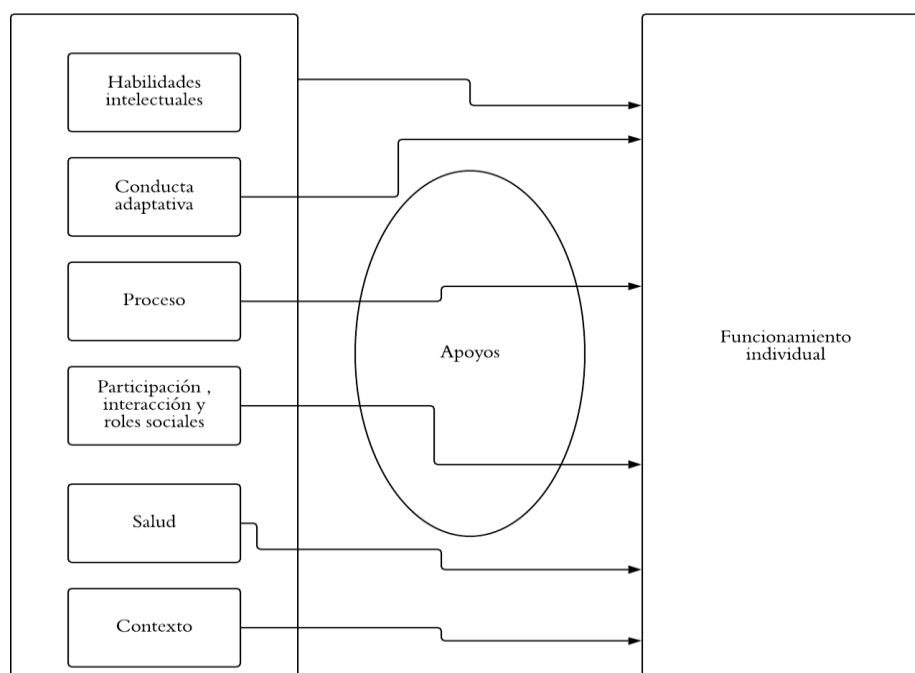 Habilidades
intelectuales
Conducta
adaptativa
Proceso
Participación ,
interacción y
roles sociales
Salud
Contexto
Apoyos
Funcionamiento
individual